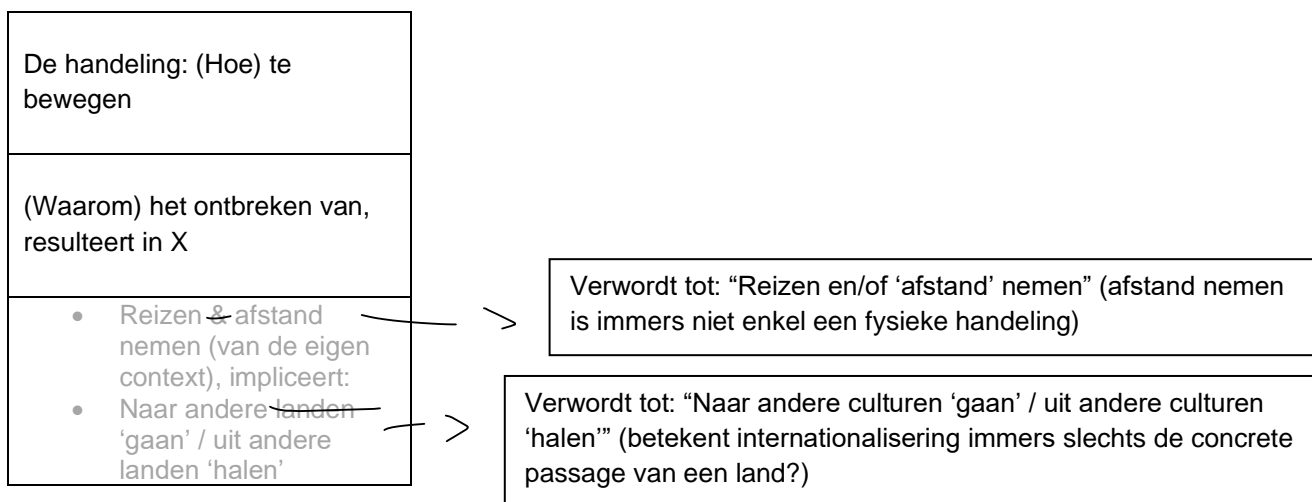 De handeling: (Hoe) te
bewegen
(Waarom) het ontbreken van,
resulteert in X
• Reizen & afstand
nemen (van de eigen
context), impliceert:
• Naar andere landen
‘gaan’ / uit andere
landen ‘halen’
Verwordt tot: “Reizen en/of ‘afstand’ nemen” (afstand nemen
is immers niet enkel een fysieke handeling)
Verwordt tot: “Naar andere culturen ‘gaan’ / uit andere culturen
‘halen’” (betekent internationalisering immers slechts de concrete
passage van een land?)